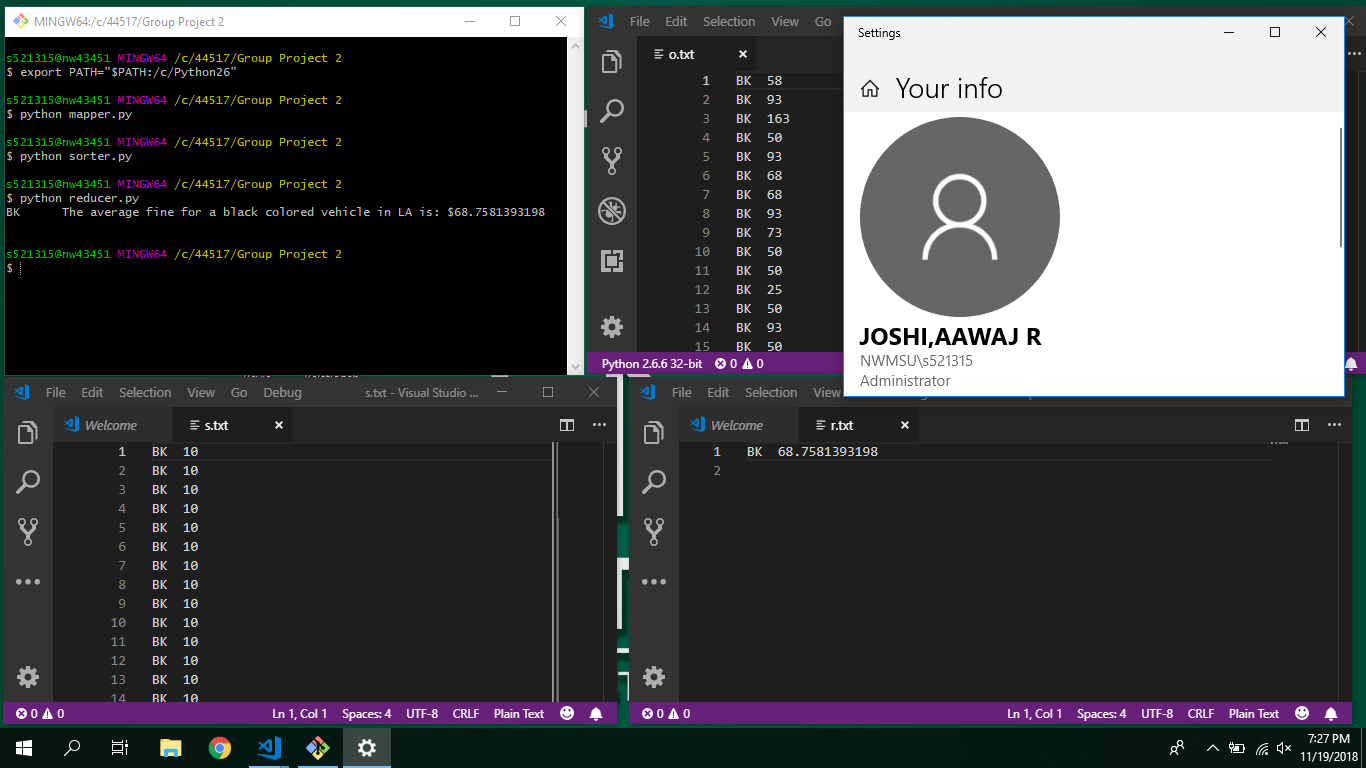 MINGW64:/c/44517/Group Project 2
s521315@nw43451 MINGW64 /c/44517/Group Project 2
$ export PATH="$PATH:/c/Python26"
s521315@nw43451 MINGW64 /c/44517/Group Project 2
$ python mapper.py
s521315@nw43451 MINGW64 /c/44517/Group Project 2
$ python sorter.py
s521315@nw43451 MINGW64 /c/44517/Group Project 2
$ python reducer.py
BK The average fine for a black colored vehicle in LA is: $68.7581393198
s521315@nw43451 MINGW64 /c/44517/Group Project 2
$
File Edit Selection View Go
o.txt
1 BK 58
2 BK 93
3 BK 163
4 BK 50
5 BK 93
6 BK 68
7 BK 68
8 BK 93
9 BK 73
10 BK 50
11 BK 50
12 BK 25
13 BK 50
14 BK 93
15 BK 50
Python 2.6.6 32-bit 0 0
Settings
Your info
JOSHI,AAWAJ R
NWMSU\s521315
Administrator
File Edit Selection View Go Debug s.txt - Visual Studio ...
Welcome s.txt
1 BK 10
2 BK 10
3 BK 10
4 BK 10
5 BK 10
6 BK 10
7 BK 10
8 BK 10
9 BK 10
10 BK 10
11 BK 10
12 BK 10
13 BK 10
14 BK 10
0 0 Ln 1, Col 1 Spaces: 4 UTF-8 CRLF Plain Text
File Edit Selection View
Welcome r.txt
1 BK 68.7581393198
2
0 0 Ln 1, Col 1 Spaces: 4 UTF-8 CRLF Plain Text
7:27 PM
11/19/2018